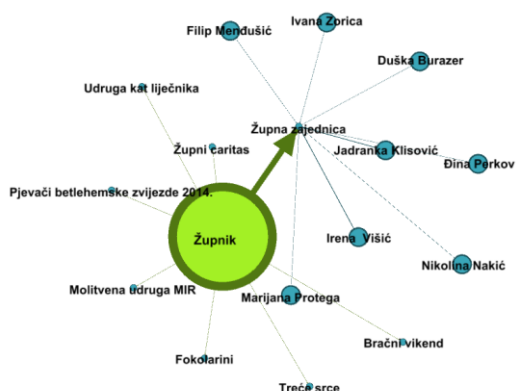 Ivana Zorica
Filip Menđušić
Duška Burazer
Udruga kat liječnika
Župna zajednica
Župni caritas
Jadranka Klisović
Đina Perkov
Pjevači betlehemske zvijezde 2014.
Župnik
Irena Višić
Nikolina Nakić
Molitvena udruga MIR
Marijana Protega
Bračni vikend
Fokolarini
Treće srce